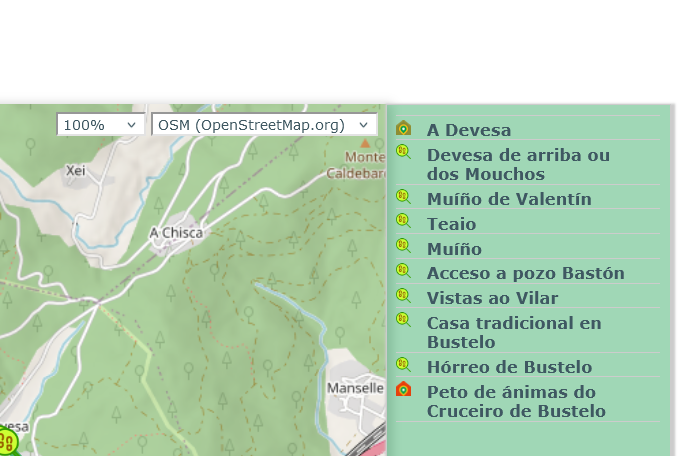 100%
OSM (OpenStreetMap.org)
Monte
Caldebar
Xei
A Chisca
Manselle
esa
A Devesa
Devesa de arriba ou
dos Mouchos
Muíño de Valentín
Teaio
Muíño
Acceso a pozo Bastón
Vistas ao Vilar
Casa tradicional en
Bustelo
Hórreo de Bustelo
Peto de ánimas do
Cruceiro de Bustelo